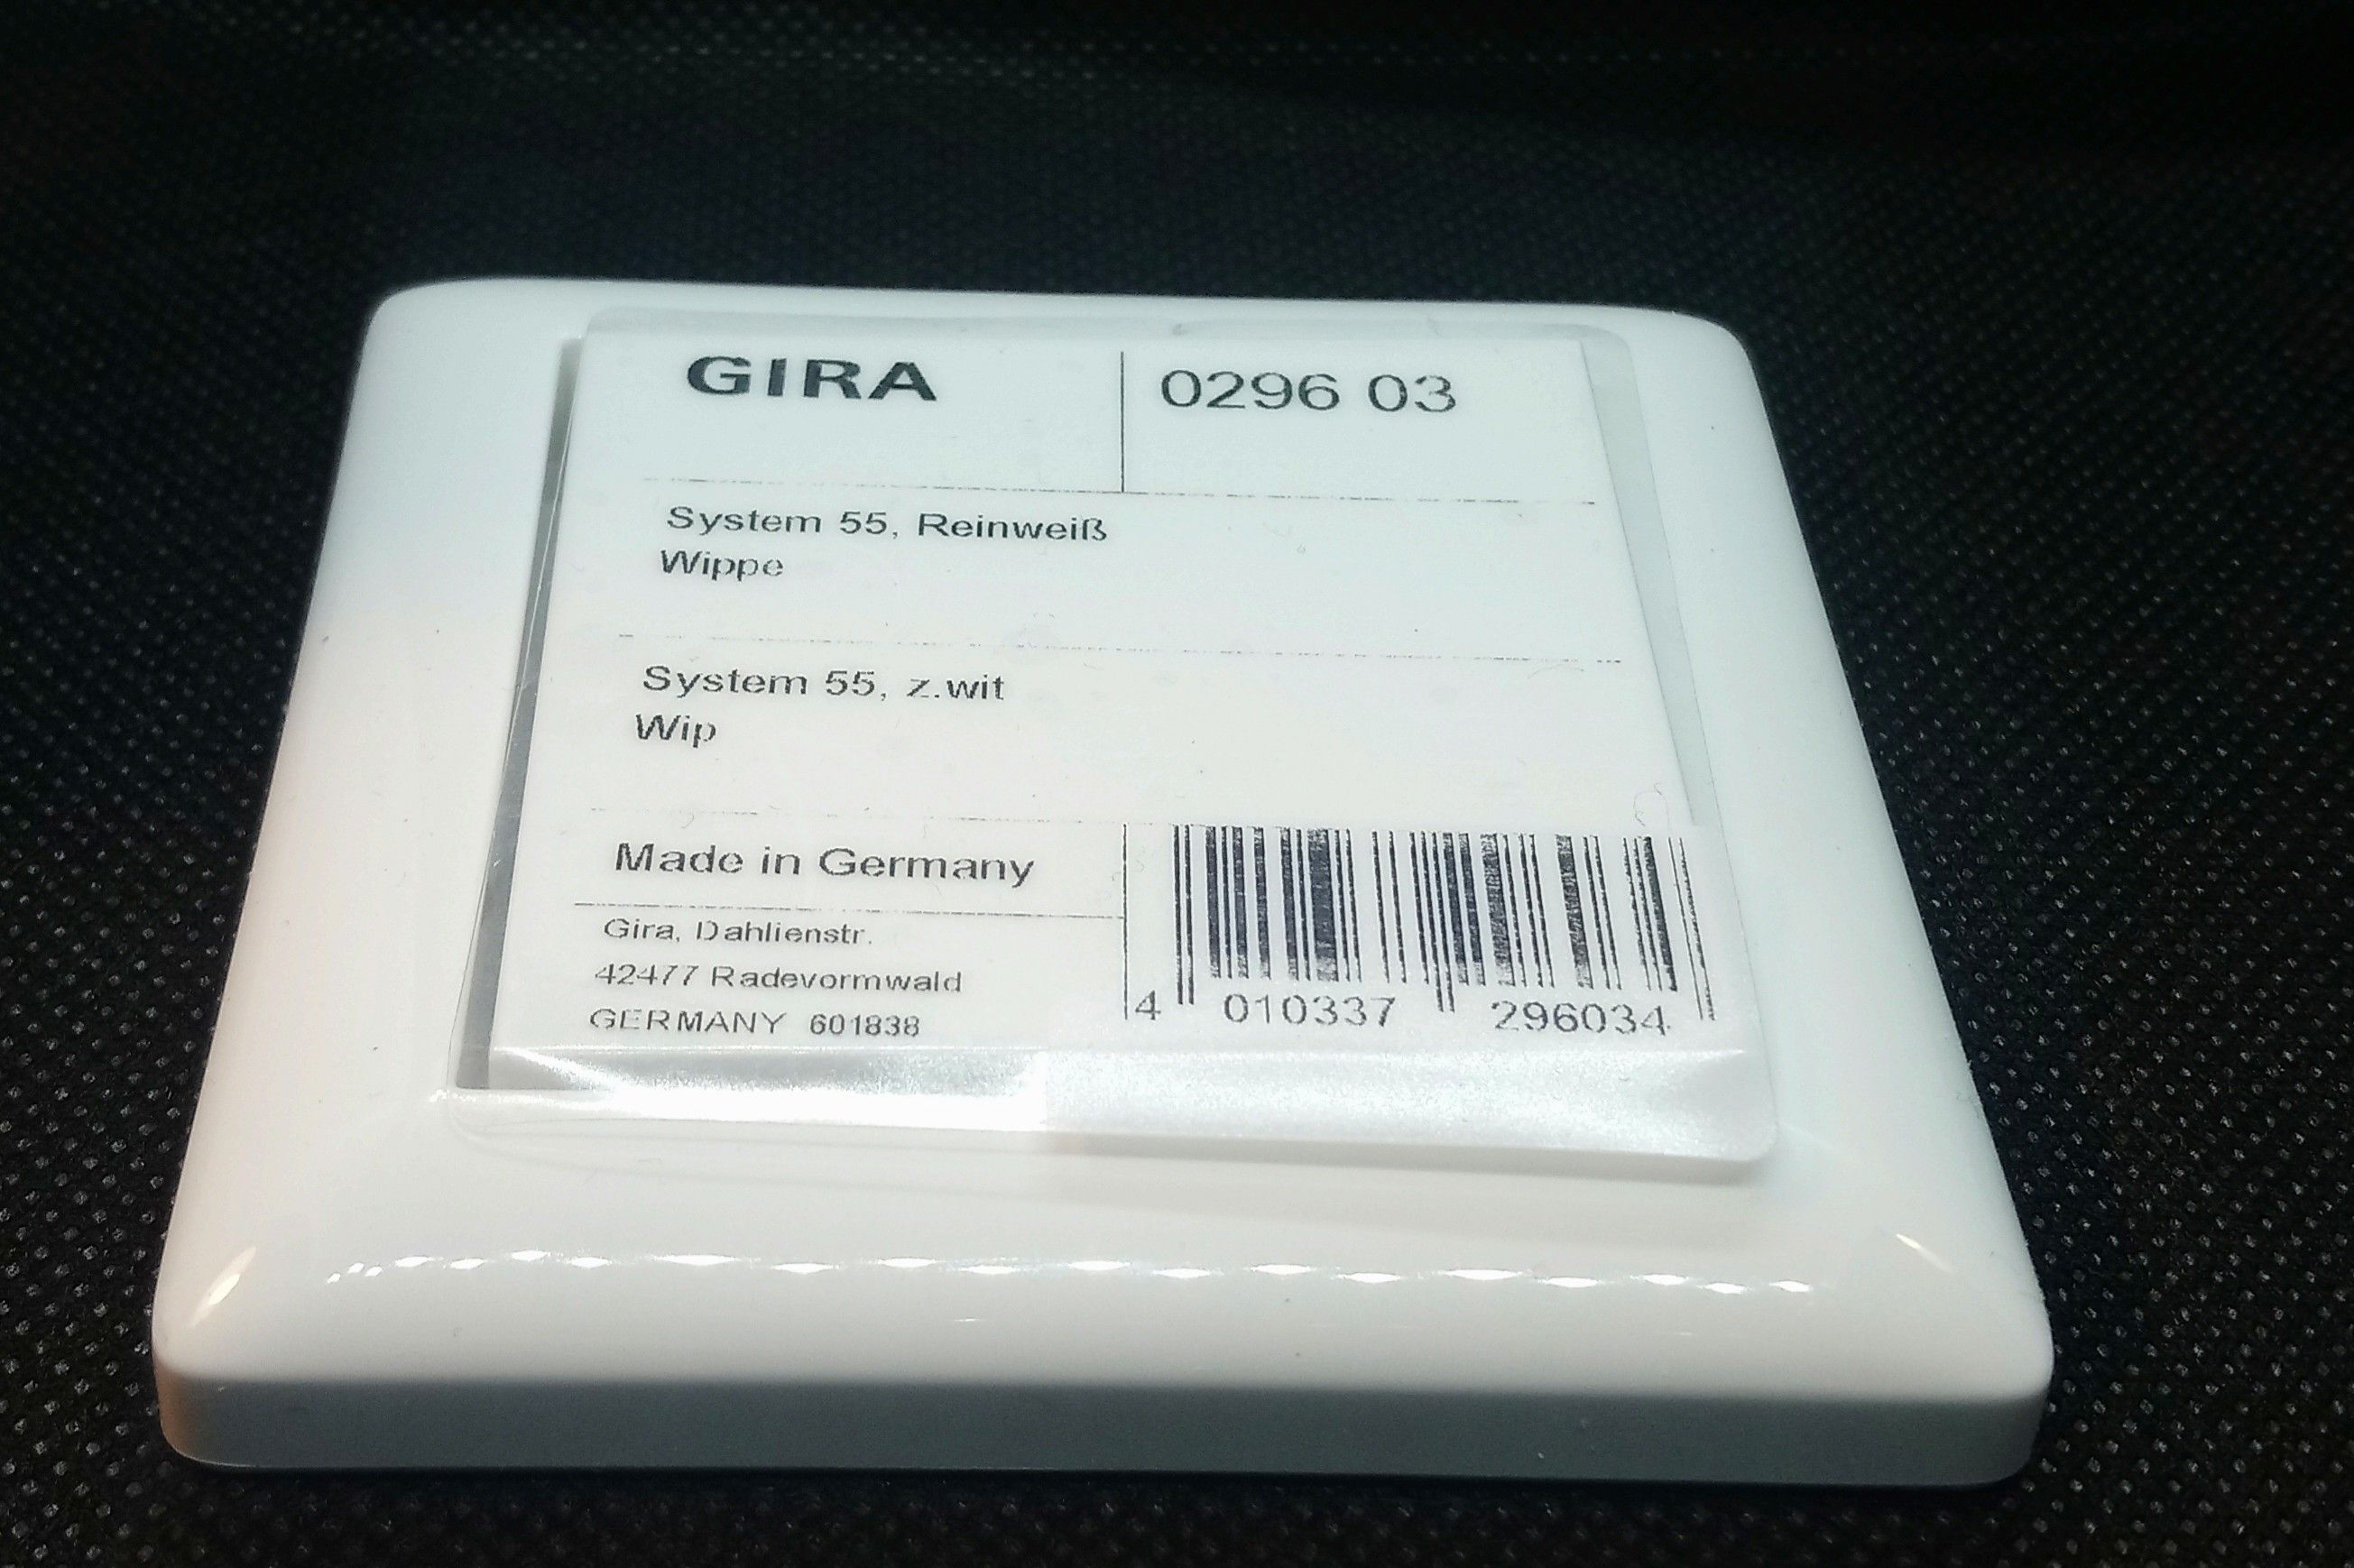 GIRA 0296 03
System 55, Reinweiß
Wippe
System 55, z.wit
Wip
Made in Germany
Gira, Dahlienstr.
42477 Radevormwald
GERMANY 601838
4 010337 296034